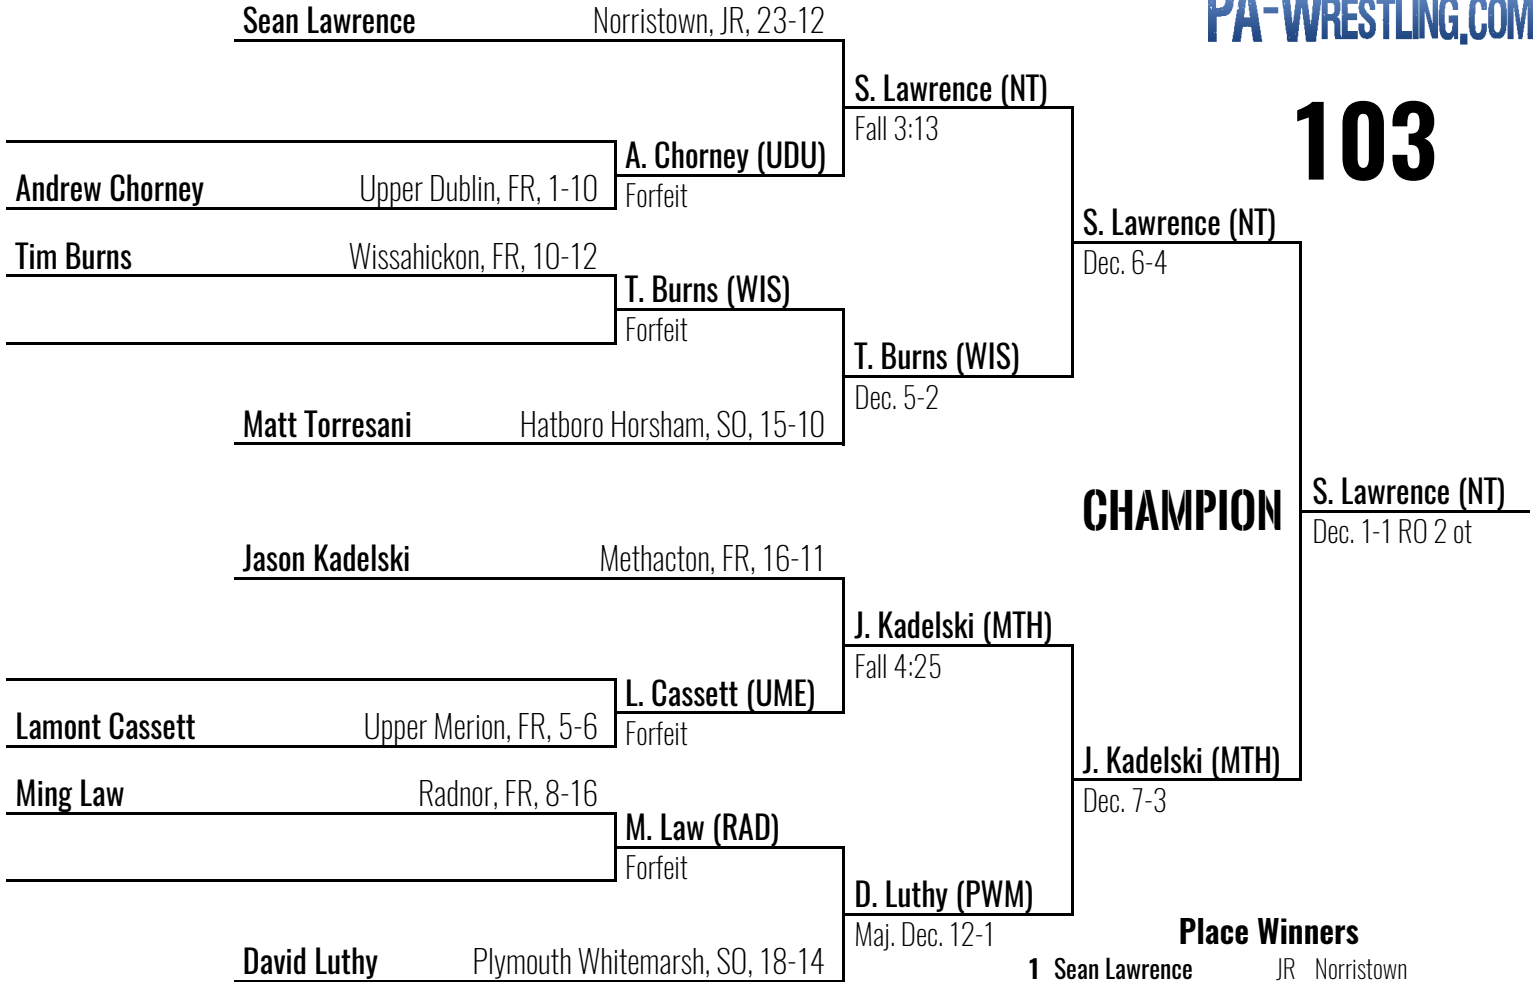 Sean Lawrence Norristown, JR, 23-12
PA-WRESTLING.COM
103
S. Lawrence (NT)
Fall 3:13
A. Chorney (UDU)
Forfeit
Andrew Chorney Upper Dublin, FR, 1-10
S. Lawrence (NT)
Dec. 6-4
Tim Burns Wissahickon, FR, 10-12
T. Burns (WIS)
Forfeit
T. Burns (WIS)
Dec. 5-2
Matt Torresani Hatboro Horsham, SO, 15-10
CHAMPION
S. Lawrence (NT)
Dec. 1-1 RO 2 ot
Jason Kadelski Methacton, FR, 16-11
J. Kadelski (MTH)
Fall 4:25
L. Cassett (UME)
Forfeit
Lamont Cassett Upper Merion, FR, 5-6
J. Kadelski (MTH)
Dec. 7-3
Ming Law Radnor, FR, 8-16
M. Law (RAD)
Forfeit
D. Luthy (PWM)
Maj. Dec. 12-1
David Luthy Plymouth Whitemarsh, SO, 18-14
Place Winners
1 Sean Lawrence JR Norristown